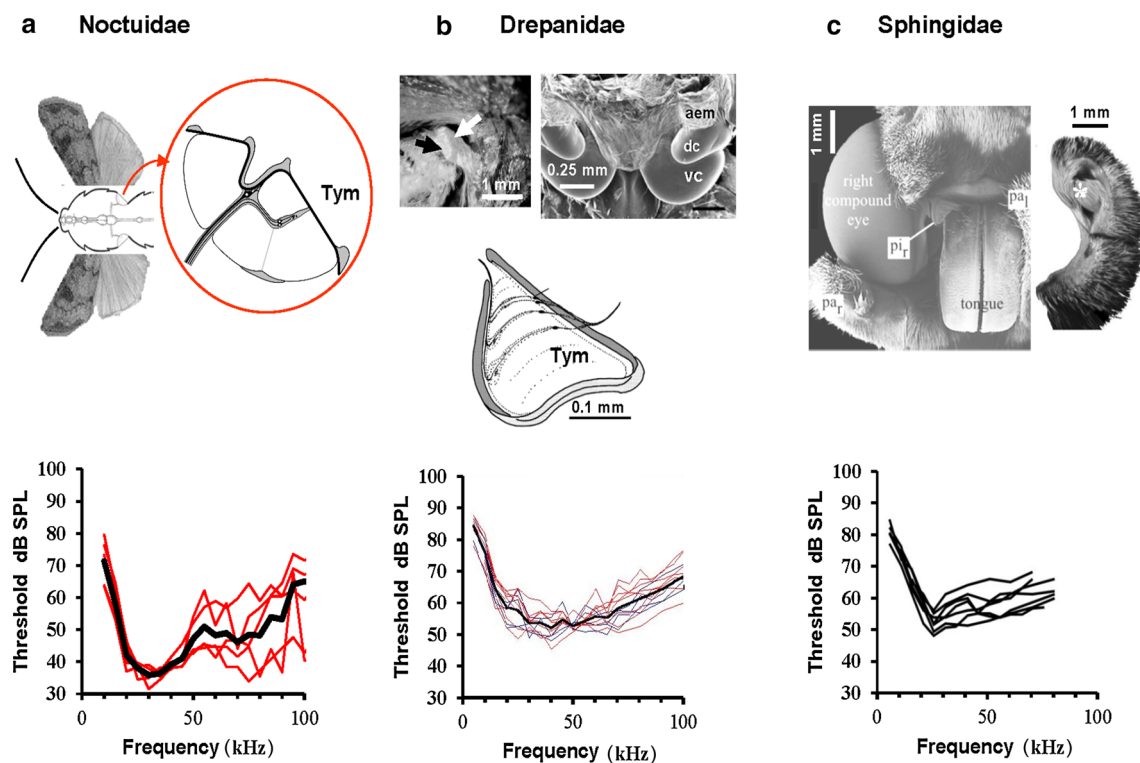 a Noctuidae
b Drepanidae
c Sphingidae
Tym
1 mm
0.25 mm
aem
dc
vc
Tym
0.1 mm
1 mm
1 mm
right
compound
eye
pi r
pa l
pa r
tongue
*
Threshold dB SPL
100
90
80
70
60
50
40
30
0
50
100
Frequency (kHz)
Threshold dB SPL
100
90
80
70
60
50
40
30
0
50
100
Frequency (kHz)
Threshold dB SPL
100
90
80
70
60
50
40
30
0
50
100
Frequency (kHz)